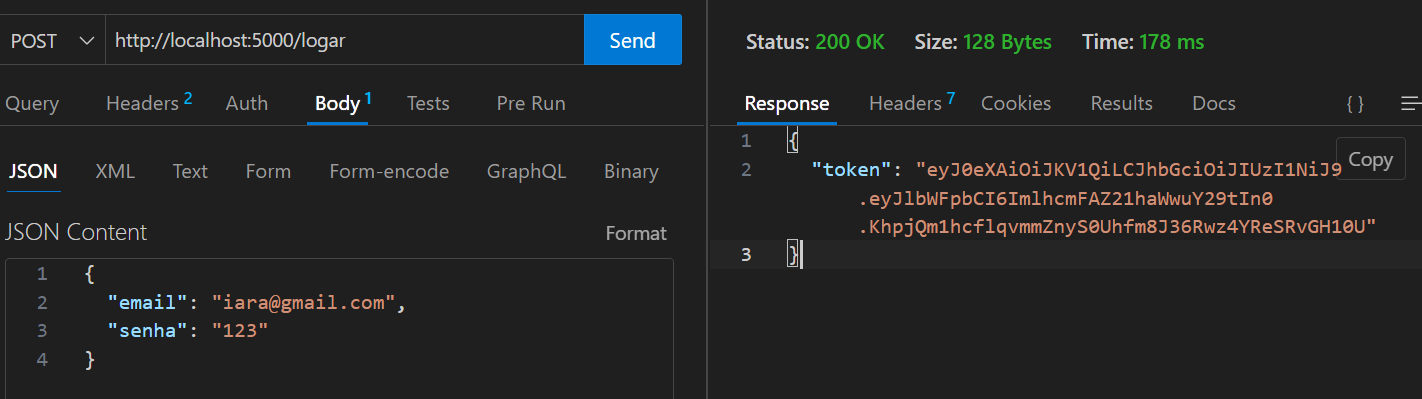 POST http://localhost:5000/logar Send
Query Headers 2 Auth Body 1 Tests Pre Run
JSON XML Text Form Form-encode GraphQL Binary
JSON Content Format
1 {
2 "email": "iara@gmail.com",
3 "senha": "123"
4 }
Status: 200 OK Size: 128 Bytes Time: 178 ms
Response Headers 7 Cookies Results Docs { }
1 {
Copy
2 "token": "eyJ0eXAiOiJKV1QiLCJhbGciOiJIUzI1NiJ9
.eyJlbWFpbCI6ImlhcmFAZ21haWwuY29tIn0
.KhpjQm1hcflqvmmZnyS0Uhfm8J36Rwz4YReSRvGH10U"
3 }